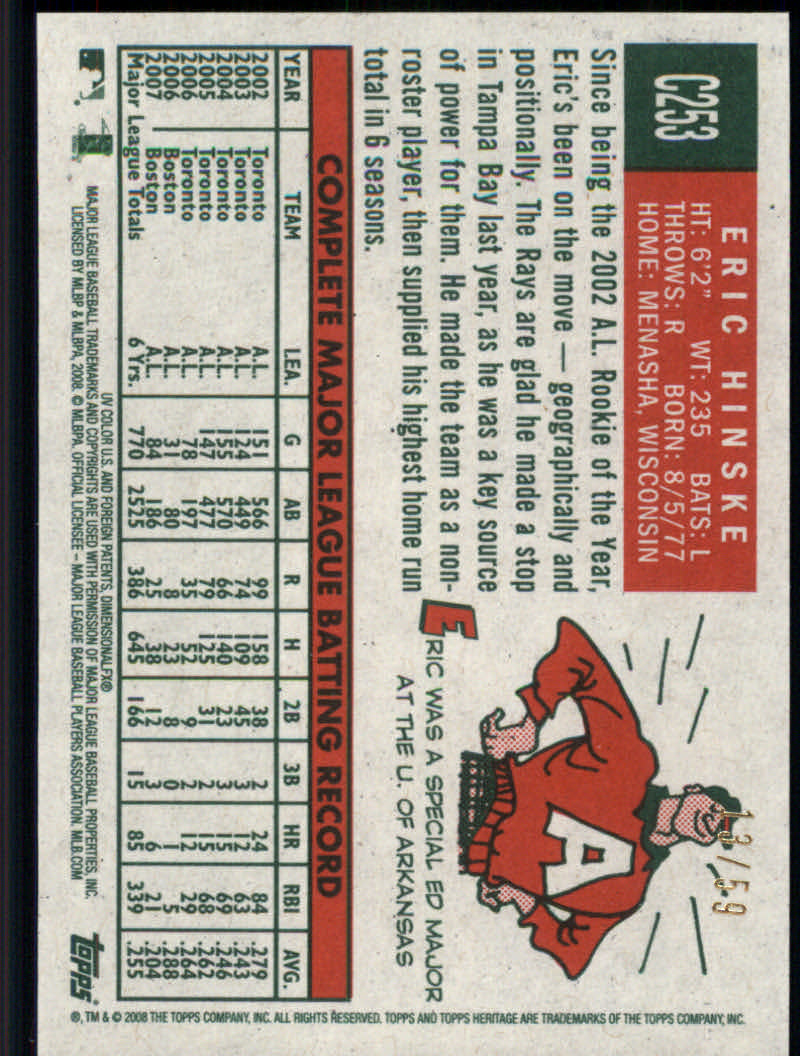 C253
ERIC HINSKE
HT: 6'2" WT: 235 BATS: L
THROWS: R BORN: 8/5/77
HOME: MENASHA, WISCONSIN
Since being the 2002 A.L. Rookie of the Year,
Eric's been on the move — geographically and
positionally. The Rays are glad he made a stop
in Tampa Bay last year, as he was a key source
of power for them. He made the team as a non-
roster player, then supplied his highest home run
total in 6 seasons.
13/59
A
ERIC WAS A SPECIAL ED MAJOR
AT THE U. OF ARKANSAS
COMPLETE MAJOR LEAGUE BATTING RECORD
YEAR TEAM LEA. G AB R H 2B 3B HR RBI AVG.
2002 Toronto A.L. 151 566 99 158 38 2 24 84 .279
2003 Toronto A.L. 124 449 74 109 45 3 12 63 .243
2004 Toronto A.L. 155 570 66 140 23 3 15 69 .246
2005 Toronto A.L. 147 477 79 125 31 2 15 68 .262
2006 Toronto A.L. 78 197 35 52 9 2 12 29 .264
2006 Boston A.L. 31 80 8 23 8 0 1 5 .288
2007 Boston A.L. 84 186 25 38 12 3 6 21 .204
Major League Totals 6 Yrs. 770 2525 386 645 166 15 85 339 .255
UV COLOR U.S. AND FOREIGN PATENTS, DIMENSIONALFX®
MAJOR LEAGUE BASEBALL TRADEMARKS AND COPYRIGHTS ARE USED WITH PERMISSION OF MAJOR LEAGUE BASEBALL PROPERTIES, INC.
LICENSED BY MLBP & MLBPA, 2008. © MLBPA, OFFICIAL LICENSEE – MAJOR LEAGUE BASEBALL PLAYERS ASSOCIATION. MLB.COM
topps
®, TM & © 2008 THE TOPPS COMPANY, INC. ALL RIGHTS RESERVED. TOPPS AND TOPPS HERITAGE ARE TRADEMARKS OF THE TOPPS COMPANY, INC.